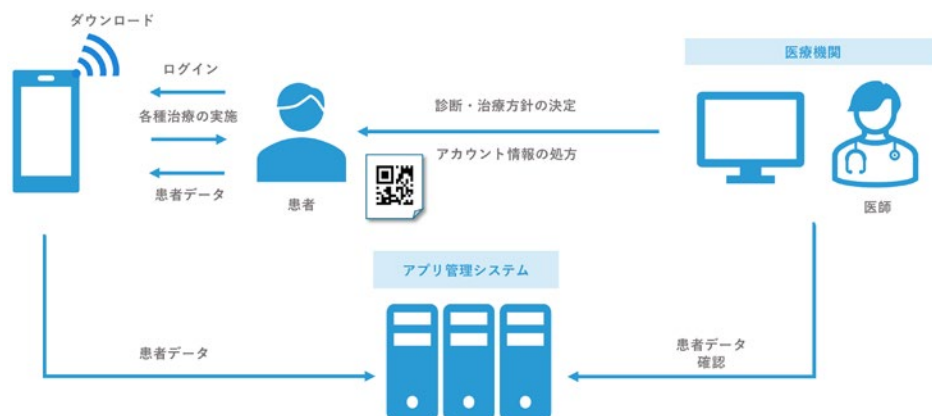 ダウンロード
ログイン
各種治療の実施
患者データ
患者
診断・治療方針の決定
アカウント情報の処方
医療機関
医師
アプリ管理システム
患者データ
患者データ
確認